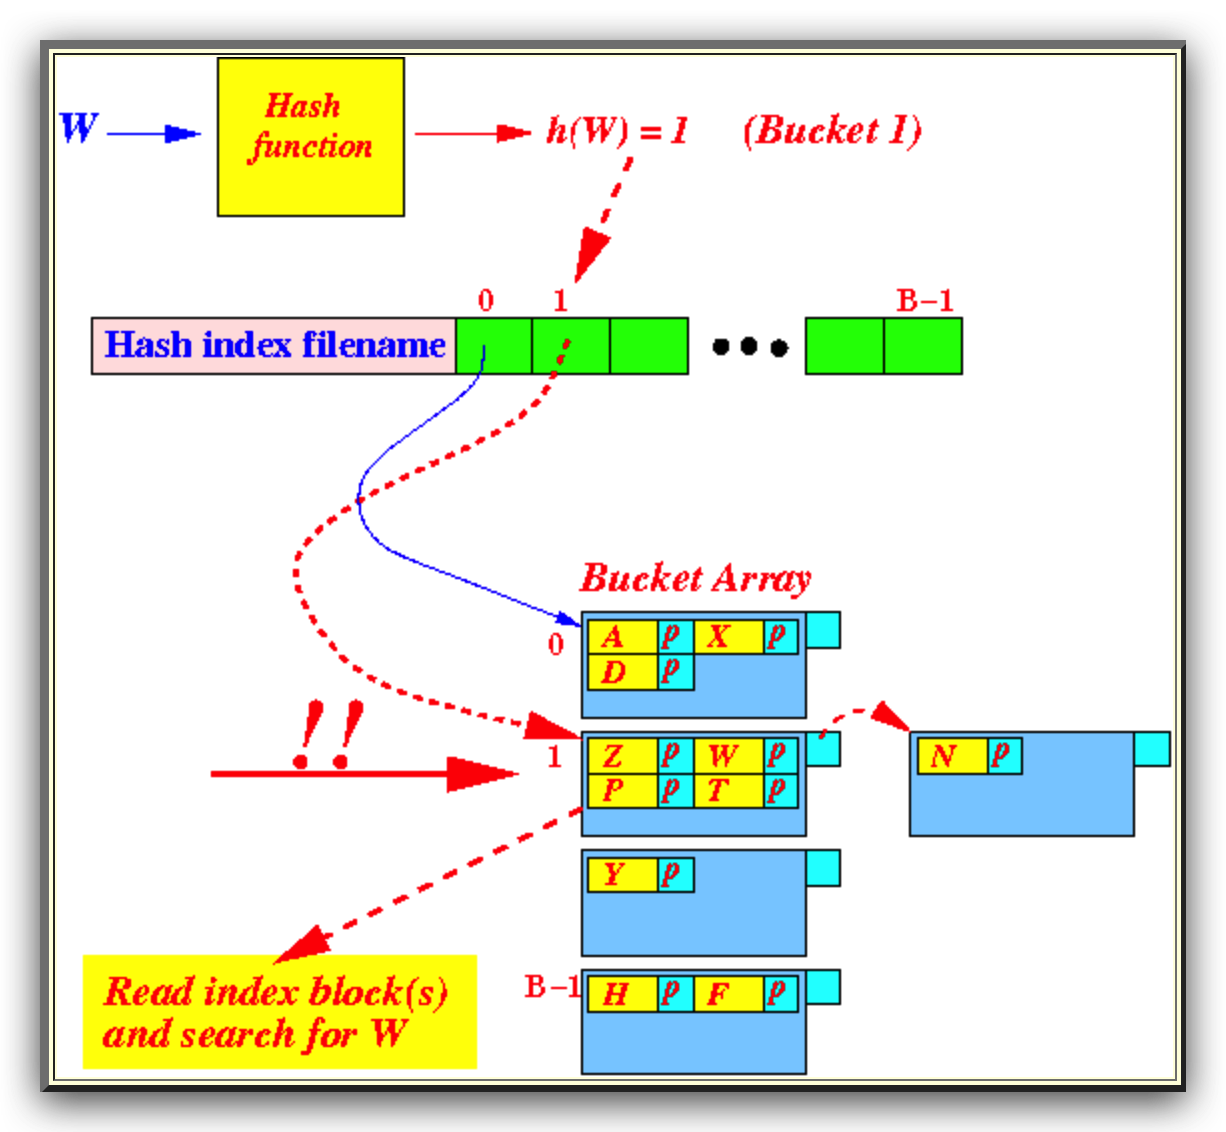 W
Hash
function
h(W) = 1 (Bucket 1)
0 1 B-1
Hash index filename
Bucket Array
0
A p X p
D p
!!
1
Z p W p
P p T p
N p
Y p
B-1
H p F p
Read index block(s)
and search for W